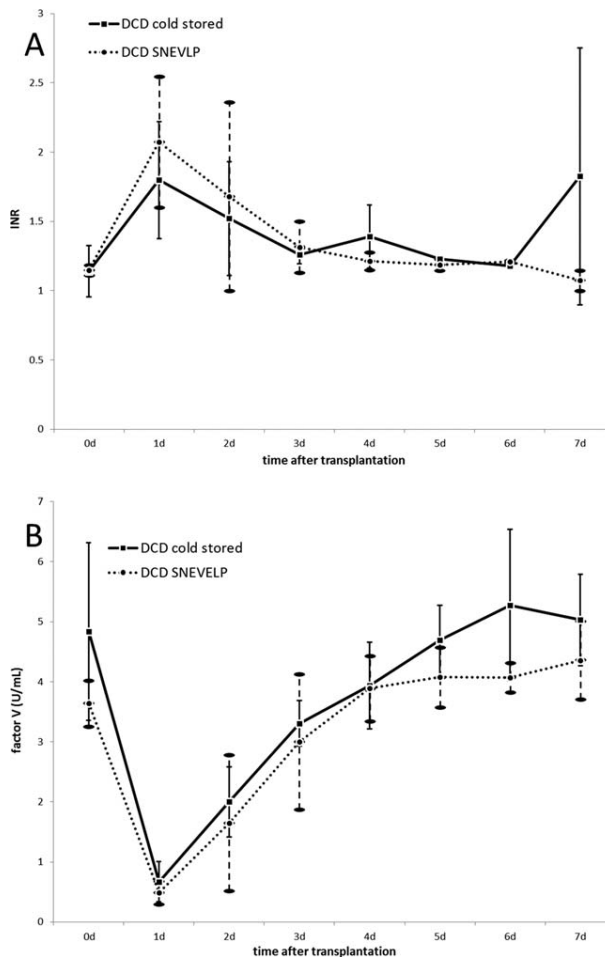 A
DCD cold stored
DCD SNEVLP
3
2.5
2
1.5
1
0.5
0
INR
0d 1d 2d 3d 4d 5d 6d 7d
time after transplantation
B
DCD cold stored
DCD SNEVELP
7
6
5
4
3
2
1
0
factor V (U/mL)
0d 1d 2d 3d 4d 5d 6d 7d
time after transplantation